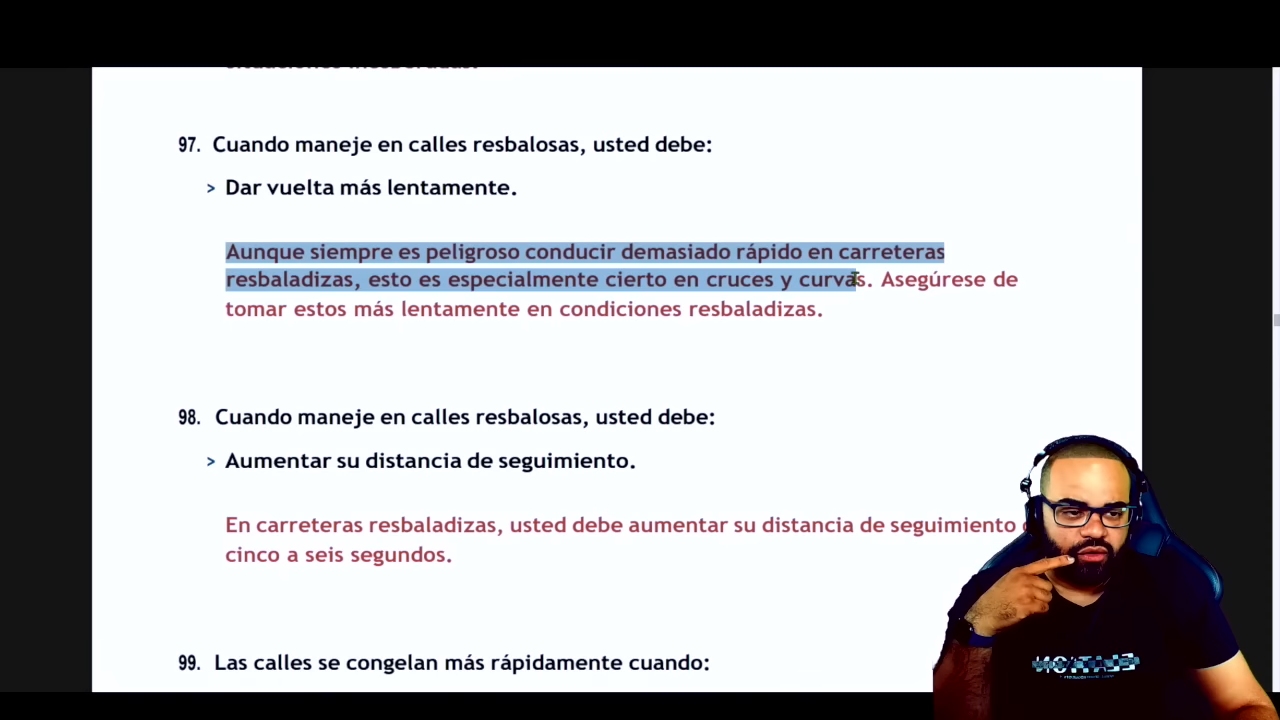 97. Cuando maneje en calles resbalosas, usted debe:
> Dar vuelta más lentamente.
Aunque siempre es peligroso conducir demasiado rápido en carreteras
resbaladizas, esto es especialmente cierto en cruces y curvas. Asegúrese de
tomar estos más lentamente en condiciones resbaladizas.
98. Cuando maneje en calles resbalosas, usted debe:
> Aumentar su distancia de seguimiento.
En carreteras resbaladizas, usted debe aumentar su distancia de seguimiento
cinco a seis segundos.
99. Las calles se congelan más rápidamente cuando: